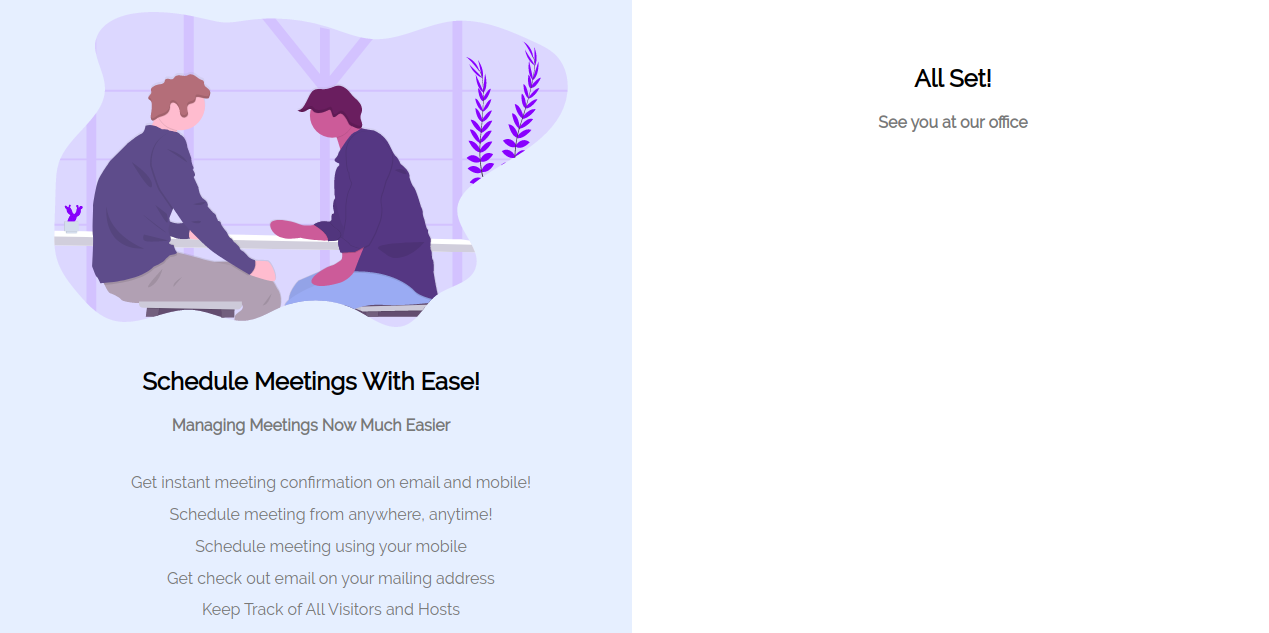 Schedule Meetings With Ease!
Managing Meetings Now Much Easier
Get instant meeting confirmation on email and mobile!
Schedule meeting from anywhere, anytime!
Schedule meeting using your mobile
Get check out email on your mailing address
Keep Track of All Visitors and Hosts
All Set!
See you at our office